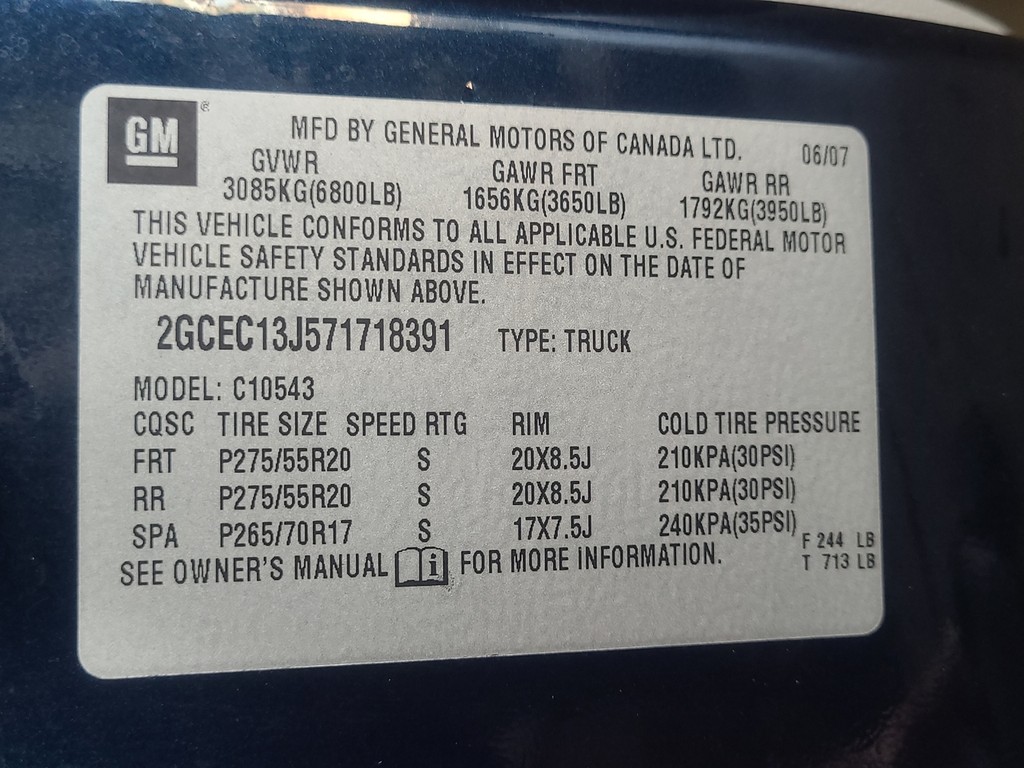 GM ®
MFD BY GENERAL MOTORS OF CANADA LTD. 06/07
GVWR GAWR FRT GAWR RR
3085KG(6800LB) 1656KG(3650LB) 1792KG(3950LB)
THIS VEHICLE CONFORMS TO ALL APPLICABLE U.S. FEDERAL MOTOR
VEHICLE SAFETY STANDARDS IN EFFECT ON THE DATE OF
MANUFACTURE SHOWN ABOVE.
2GCEC13J571718391 TYPE: TRUCK
MODEL: C10543
CQSC TIRE SIZE SPEED RTG RIM COLD TIRE PRESSURE
FRT P275/55R20 S 20X8.5J 210KPA(30PSI)
RR P275/55R20 S 20X8.5J 210KPA(30PSI)
SPA P265/70R17 S 17X7.5J 240KPA(35PSI)
F 244 LB
T 713 LB
SEE OWNER'S MANUAL i FOR MORE INFORMATION.